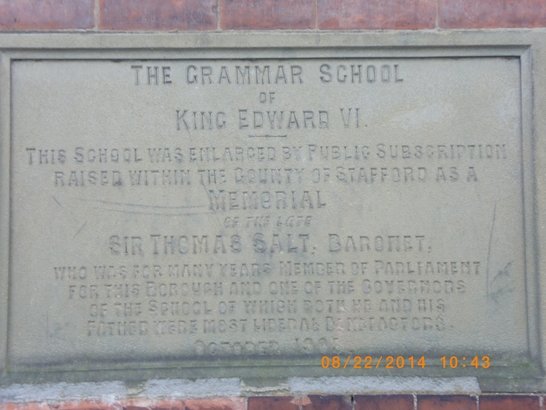 THE GRAMMAR SCHOOL
OF
KING EDWARD VI.
THIS SCHOOL WAS ENLARGED BY PUBLIC SUBSCRIPTION
RAISED WITHIN THE COUNTY OF STAFFORD AS A
MEMORIAL
OF THE LATE
SIR THOMAS SALT, BARONET,
WHO WAS FOR MANY YEARS MEMBER OF PARLIAMENT
FOR THIS BOROUGH AND ONE OF THE GOVERNORS
OF THE SCHOOL OF WHICH BOTH HE AND HIS
FATHER WERE MOST LIBERAL BENEFACTORS.
OCTOBER
08/22/2014 10:43